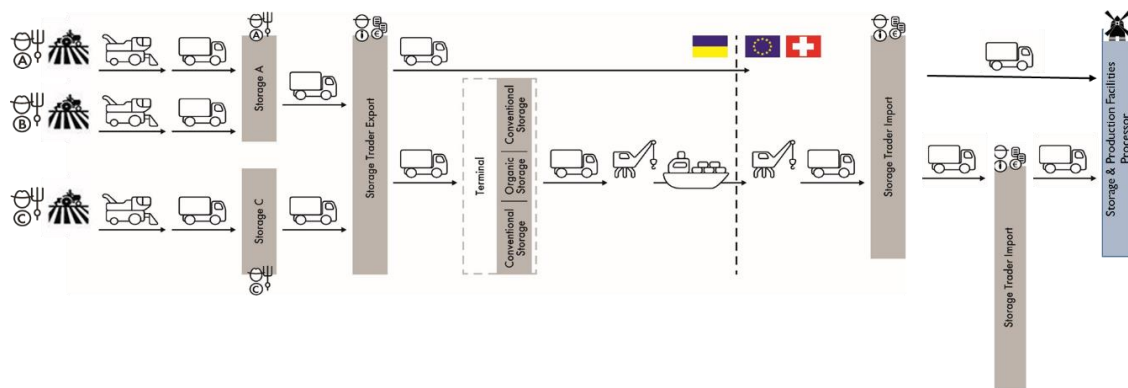 A
B
C
A
Storage A
Storage C
C
Storage Trader Export
Terminal
Conventional
Storage
Organic
Storage
Conventional
Storage
Storage Trader Import
Storage Trader Import
Storage & Production Facilities
Processor